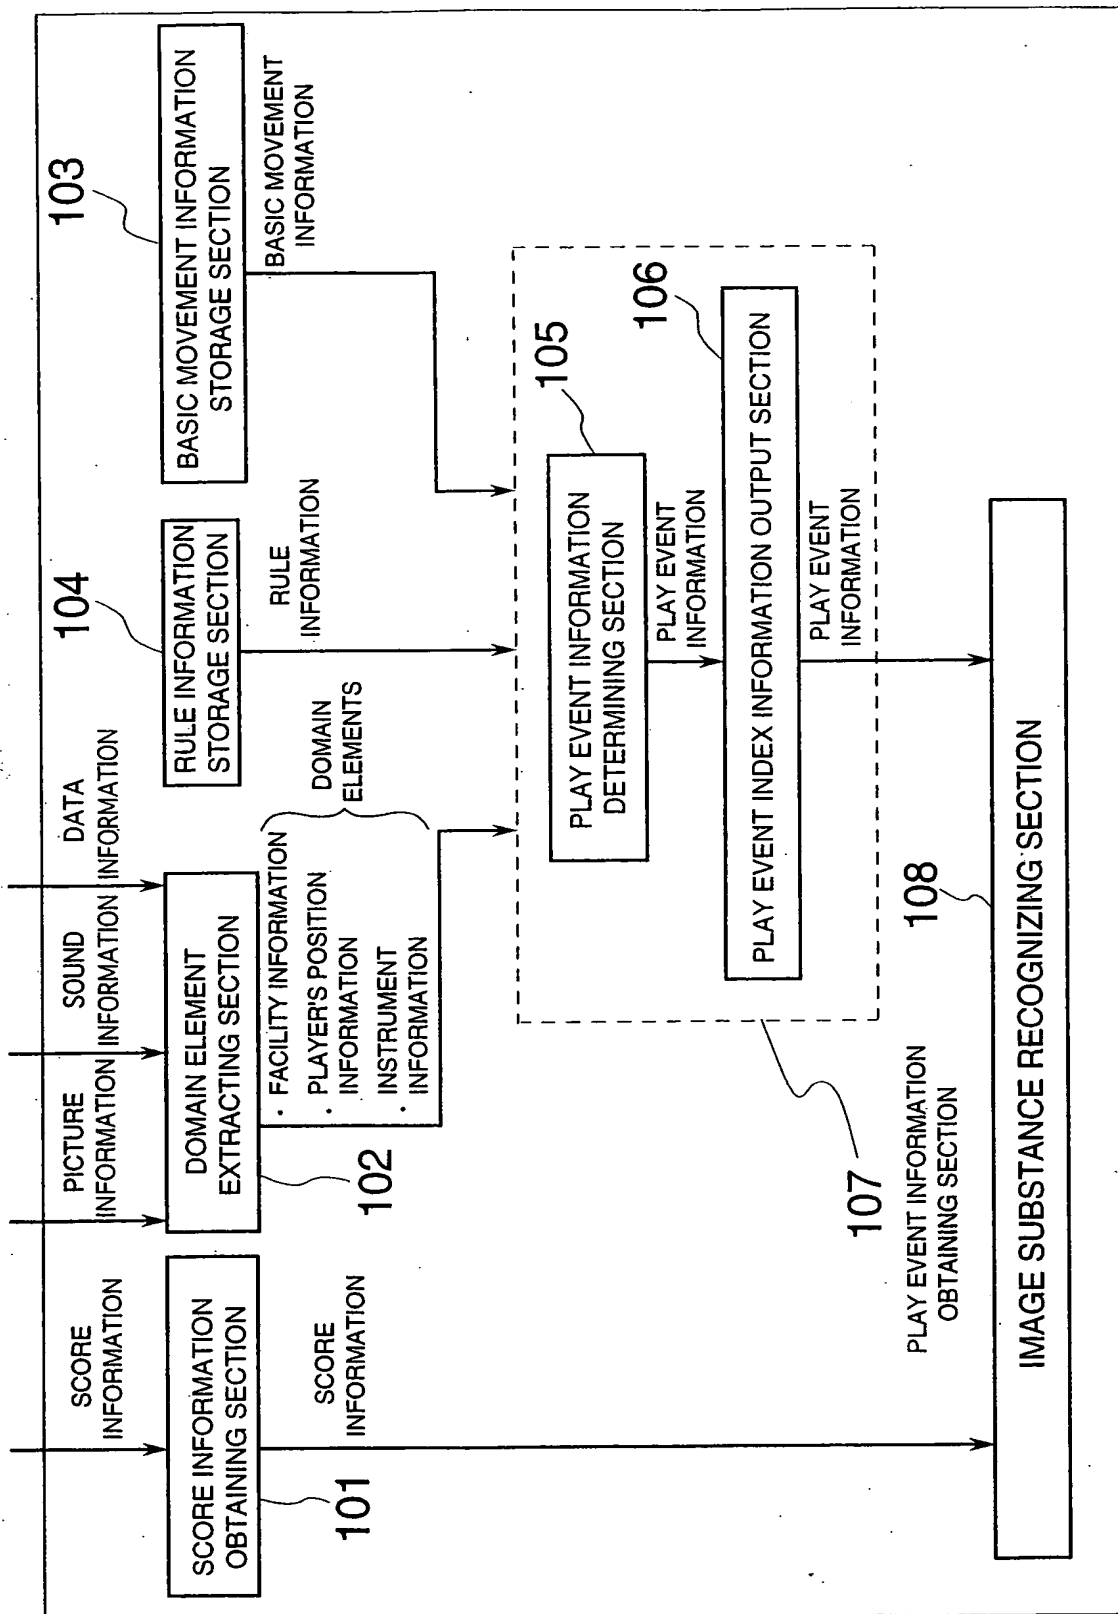 SCORE
INFORMATION
PICTURE
INFORMATION
SOUND
INFORMATION
DATA
INFORMATION
SCORE INFORMATION
OBTAINING SECTION
101
SCORE
INFORMATION
DOMAIN ELEMENT
EXTRACTING SECTION
102
· FACILITY INFORMATION
· PLAYER'S POSITION
INFORMATION
INSTRUMENT
· INFORMATION
DOMAIN
ELEMENTS
104
RULE INFORMATION
STORAGE SECTION
RULE
INFORMATION
103
BASIC MOVEMENT INFORMATION
STORAGE SECTION
BASIC MOVEMENT
INFORMATION
105
PLAY EVENT INFORMATION
DETERMINING SECTION
PLAY EVENT
INFORMATION
106
PLAY EVENT INDEX INFORMATION OUTPUT SECTION
PLAY EVENT
INFORMATION
107
PLAY EVENT INFORMATION
OBTAINING SECTION
108
IMAGE SUBSTANCE RECOGNIZING SECTION